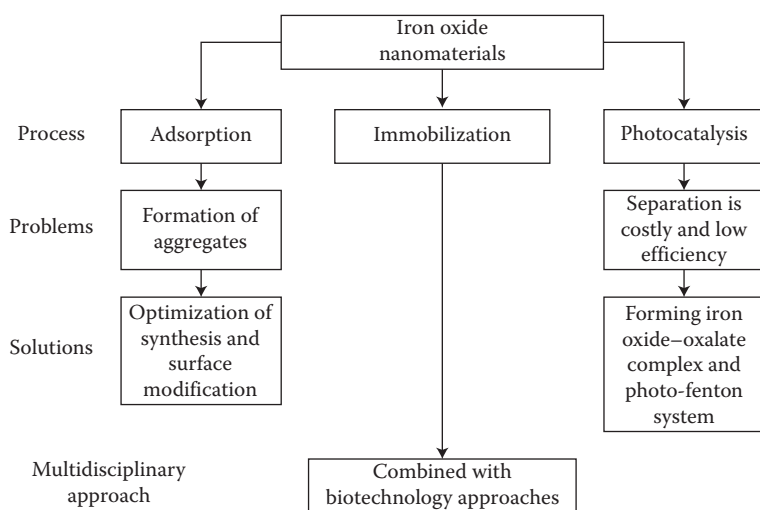 Iron oxide
nanomaterials
Process
Adsorption
Immobilization
Photocatalysis
Problems
Formation of
aggregates
Separation is
costly and low
efficiency
Solutions
Optimization of
synthesis and
surface
modification
Forming iron
oxide–oxalate
complex and
photo-fenton
system
Multidisciplinary
approach
Combined with
biotechnology approaches